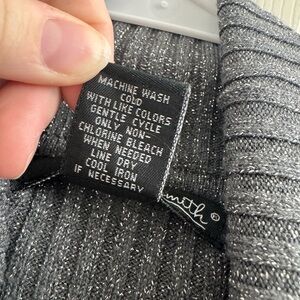 MACHINE WASH
COLD
WITH LIKE COLORS
GENTLE CYCLE
ONLY NON-
CHLORINE BLEACH
WHEN NEEDED
LINE DRY
COOL IRON
IF NECESSARY